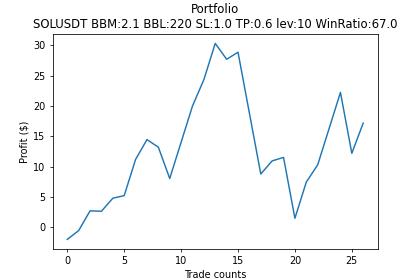 Portfolio
SOLUSDT BBM:2.1 BBL:220 SL:1.0 TP:0.6 lev:10 WinRatio:67.0
30
25
20
15
10
5
0
Profit ($)
0 5 10 15 20 25
Trade counts